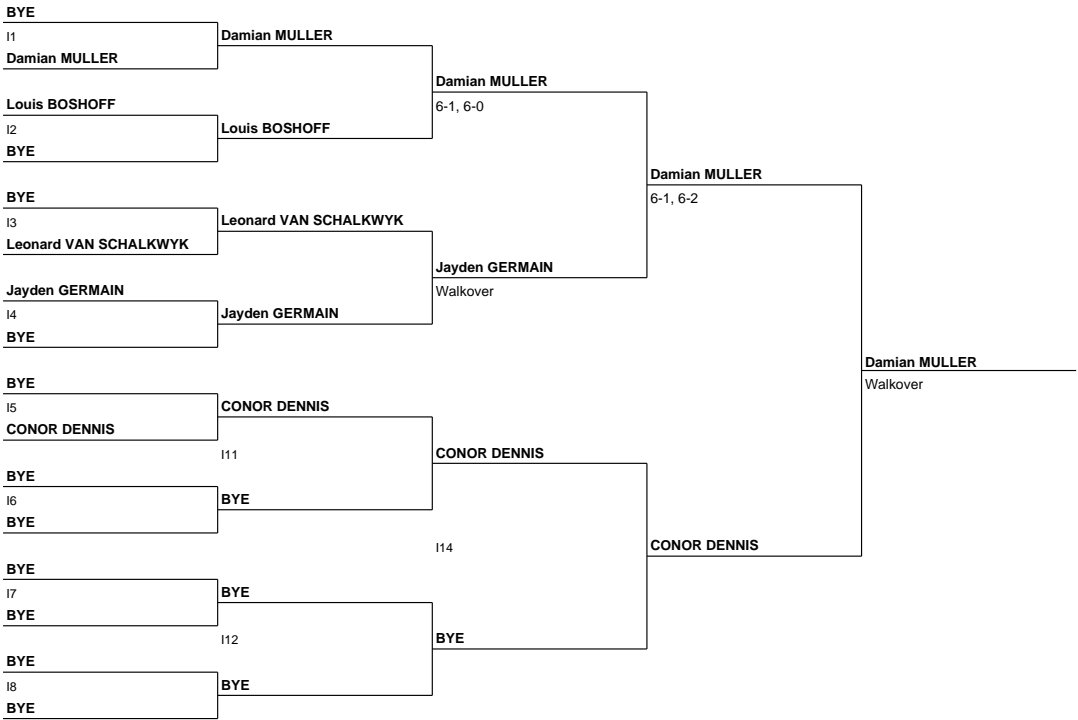 BYE
I1
Damian MULLER
Damian MULLER
Louis BOSHOFF
I2
BYE
Louis BOSHOFF
Damian MULLER
6-1, 6-0
BYE
I3
Leonard VAN SCHALKWYK
Leonard VAN SCHALKWYK
Jayden GERMAIN
I4
BYE
Jayden GERMAIN
Jayden GERMAIN
Walkover
Damian MULLER
6-1, 6-2
BYE
I5
CONOR DENNIS
CONOR DENNIS
I11
BYE
I6
BYE
BYE
CONOR DENNIS
I14
BYE
I7
BYE
BYE
I12
BYE
I8
BYE
BYE
BYE
CONOR DENNIS
Damian MULLER
Walkover